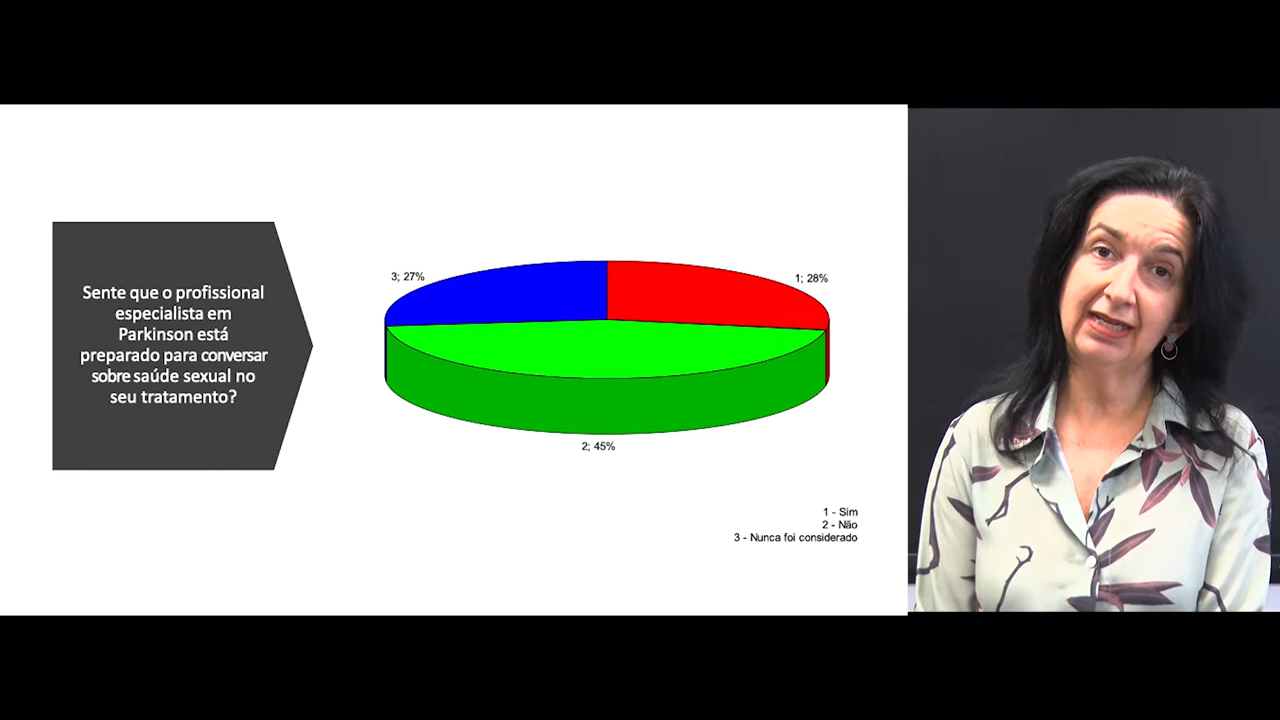 Sente que o profissional
especialista em
Parkinson está
preparado para conversar
sobre saúde sexual no
seu tratamento?
3; 27%
1; 28%
2; 45%
1 - Sim
2 - Não
3 - Nunca foi considerado